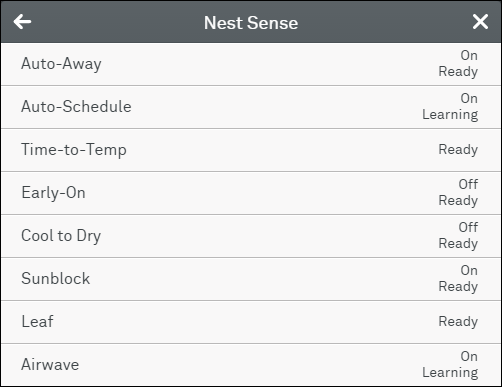 Nest Sense
Auto-Away
On
Ready
Auto-Schedule
On
Learning
Time-to-Temp
Ready
Early-On
Off
Ready
Cool to Dry
Off
Ready
Sunblock
On
Ready
Leaf
Ready
Airwave
On
Learning